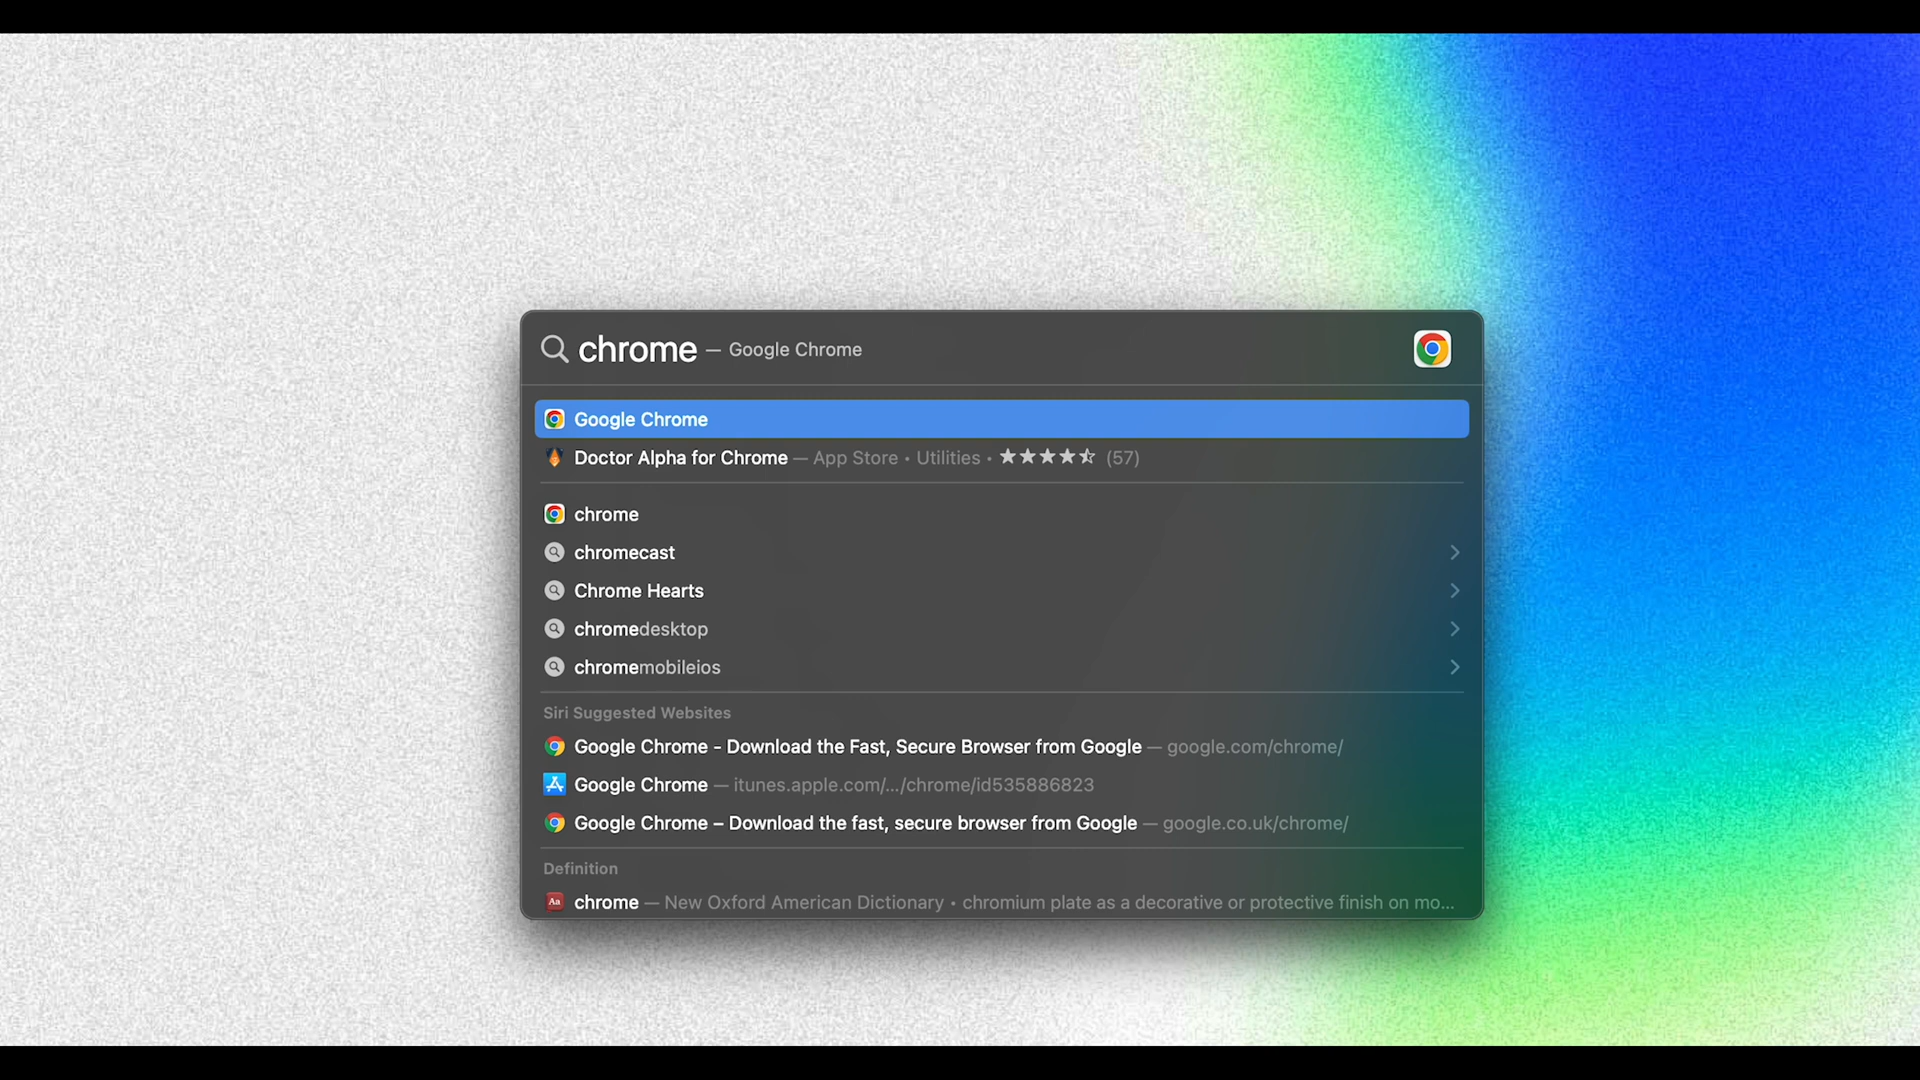 chrome — Google Chrome
Google Chrome
Doctor Alpha for Chrome — App Store • Utilities • ★★★★⯪ (57)
chrome
chromecast
Chrome Hearts
chromedesktop
chromemobileios
Siri Suggested Websites
Google Chrome - Download the Fast, Secure Browser from Google — google.com/chrome/
Google Chrome — itunes.apple.com/.../chrome/id535886823
Google Chrome – Download the fast, secure browser from Google — google.co.uk/chrome/
Definition
Aa chrome — New Oxford American Dictionary • chromium plate as a decorative or protective finish on mo...